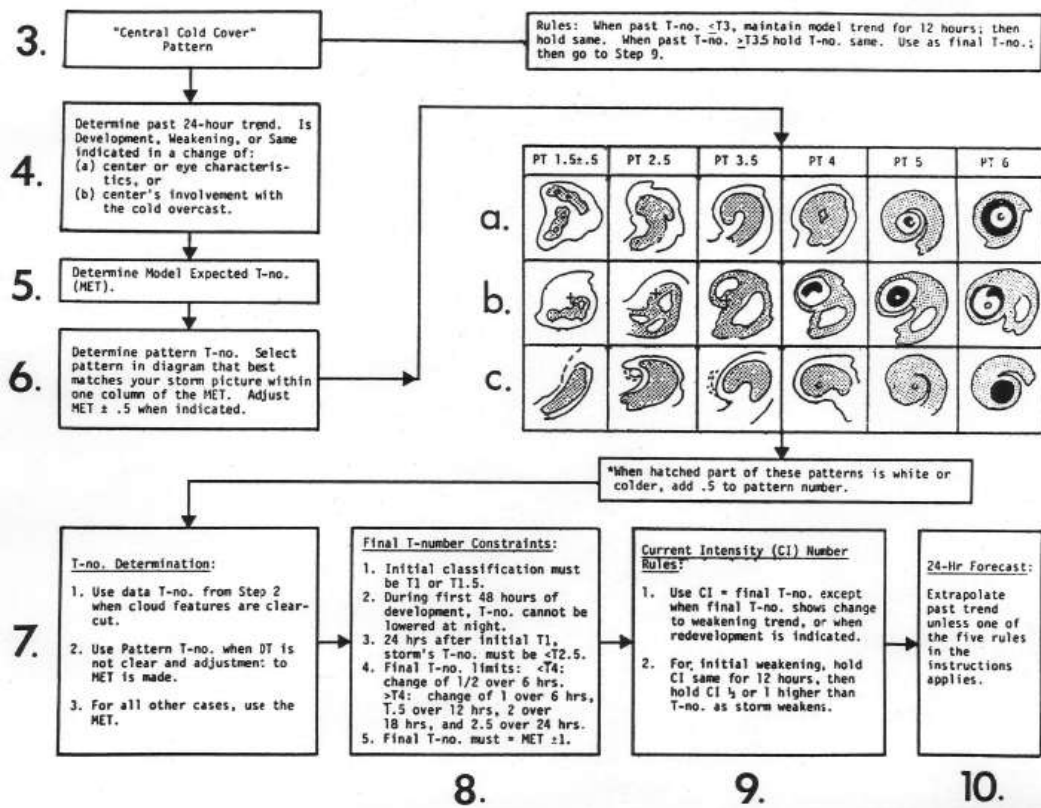 3.
"Central Cold Cover"
Pattern
Rules: When past T-no. <T3, maintain model trend for 12 hours; then
hold same. When past T-no. >T3.5 hold T-no. same. Use as final T-no.;
then go to Step 9.
4.
Determine past 24-hour trend. Is
Development, Weakening, or Same
indicated in a change of:
(a) center or eye characteris-
tics, or
(b) center's involvement with
the cold overcast.
5.
Determine Model Expected T-no.
(MET).
6.
Determine pattern T-no. Select
pattern in diagram that best
matches your storm picture within
one column of the MET. Adjust
MET ± .5 when indicated.
PT 1.5±.5 PT 2.5 PT 3.5 PT 4 PT 5 PT 6
a.
b.
c.
*When hatched part of these patterns is white or
colder, add .5 to pattern number.
7.
T-no. Determination:
1. Use data T-no. from Step 2
when cloud features are clear-
cut.
2. Use Pattern T-no. when DT is
not clear and adjustment to
MET is made.
3. For all other cases, use the
MET.
Final T-number Constraints:
1. Initial classification must
be T1 or T1.5.
2. During first 48 hours of
development, T-no. cannot be
lowered at night.
3. 24 hrs after initial T1,
storm's T-no. must be <T2.5.
4. Final T-no. limits: <T4:
change of 1/2 over 6 hrs.
>T4: change of 1 over 6 hrs,
T.5 over 12 hrs, 2 over
18 hrs, and 2.5 over 24 hrs.
5. Final T-no. must = MET ±1.
8.
Current Intensity (CI) Number
Rules:
1. Use CI = final T-no. except
when final T-no. shows change
to weakening trend, or when
redevelopment is indicated.
2. For initial weakening, hold
CI same for 12 hours, then
hold CI ½ or 1 higher than
T-no. as storm weakens.
9.
24-Hr Forecast:
Extrapolate
past trend
unless one of
the five rules
in the
instructions
applies.
10.